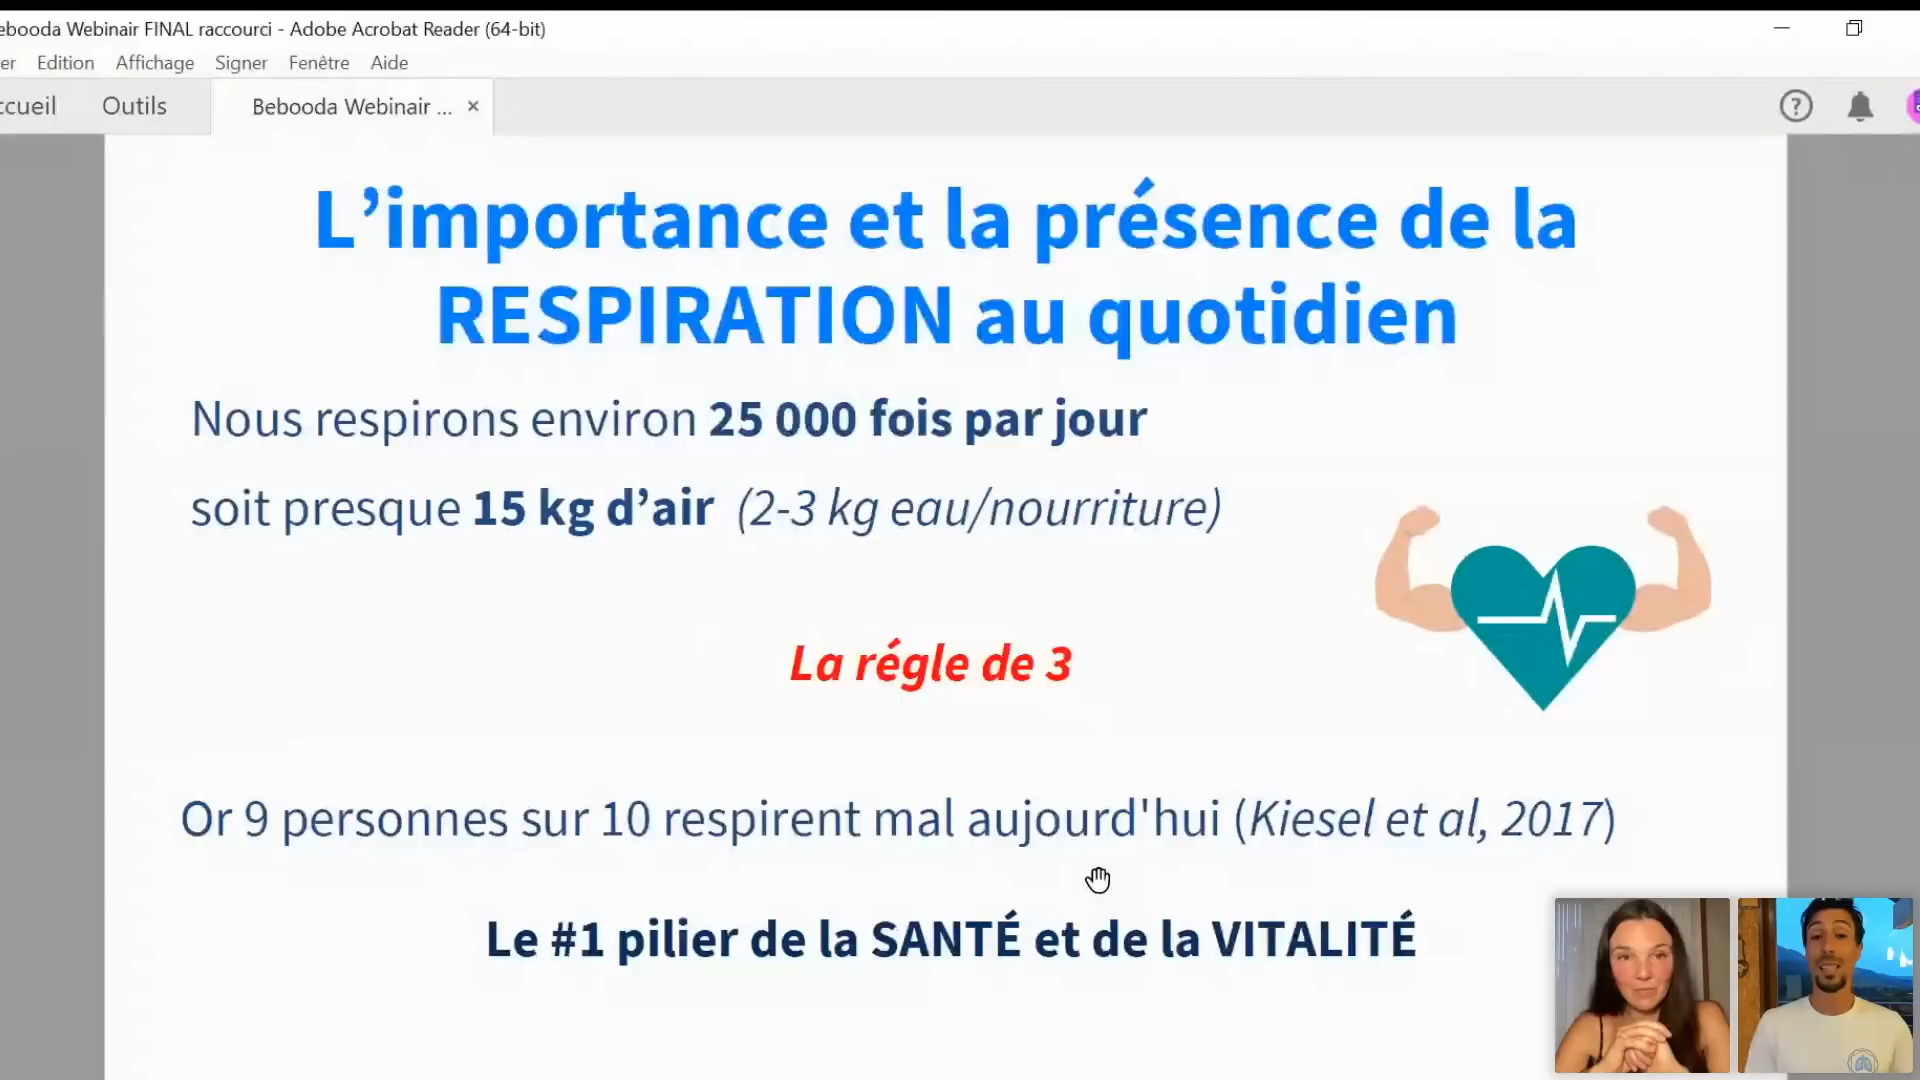 ebooda Webinair FINAL raccourci - Adobe Acrobat Reader (64-bit)
er Edition Affichage Signer Fenêtre Aide
ccueil Outils Bebooda Webinair ... ×
L’importance et la présence de la
RESPIRATION au quotidien
Nous respirons environ 25 000 fois par jour
soit presque 15 kg d’air (2-3 kg eau/nourriture)
La régle de 3
Or 9 personnes sur 10 respirent mal aujourd'hui (Kiesel et al, 2017)
Le #1 pilier de la SANTÉ et de la VITALITÉ